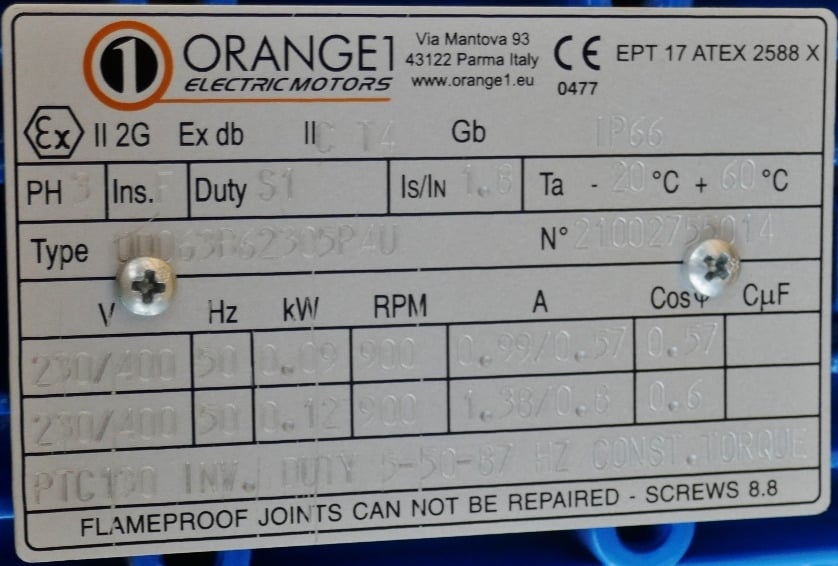 1 ORANGE1 ELECTRIC MOTORS
Via Mantova 93
43122 Parma Italy
www.orange1.eu
CE 0477
EPT 17 ATEX 2588 X
Ex II 2G Ex db IIC T4 Gb IP66
PH 3 Ins. F Duty S1 Is/IN 1.8 Ta - 20 °C + 60 °C
Type N°
V Hz kW RPM A Cosφ CµF
230/400 50 0.09 900 0.99/0.57 0.57
230/400 50 0.12 900 1.38/0.8 0.6
PTC130 INV. DUTY 5-50-87 HZ CONST.TORQUE
FLAMEPROOF JOINTS CAN NOT BE REPAIRED - SCREWS 8.8